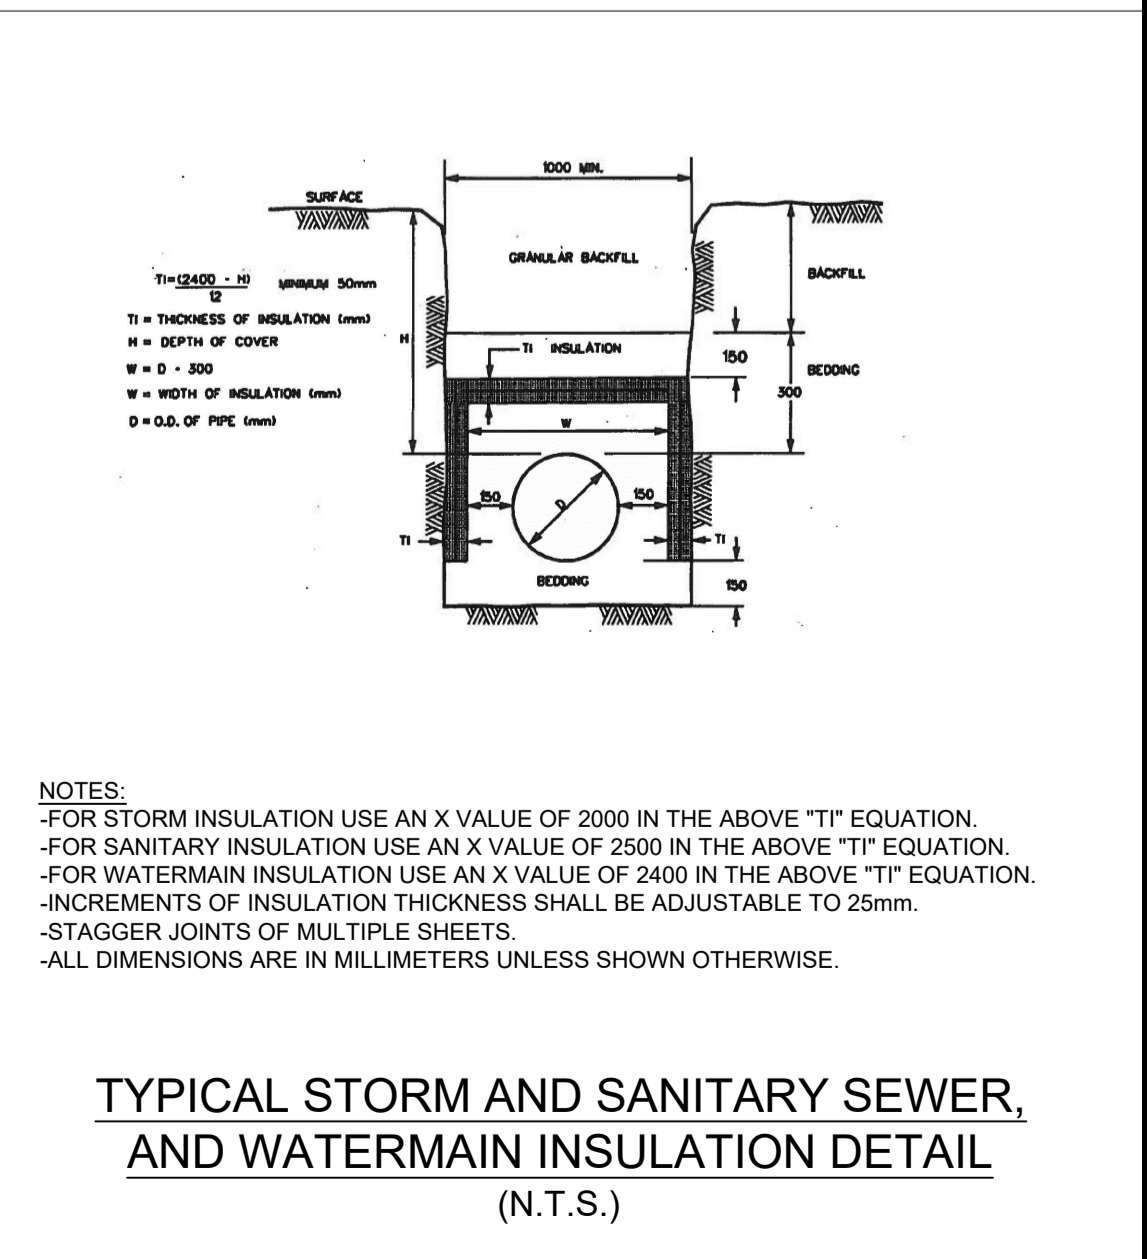 1000 MIN.
SURFACE
GRANULAR BACKFILL
BACKFILL
TI=(2400 - H)
12
MINIMUM 50mm
TI = THICKNESS OF INSULATION (mm)
H = DEPTH OF COVER
W = D - 300
W = WIDTH OF INSULATION (mm)
D = O.D. OF PIPE (mm)
H
TI INSULATION
150
BEDDING
300
W
150
D
150
TI
TI
BEDDING
150
NOTES:
-FOR STORM INSULATION USE AN X VALUE OF 2000 IN THE ABOVE "TI" EQUATION.
-FOR SANITARY INSULATION USE AN X VALUE OF 2500 IN THE ABOVE "TI" EQUATION.
-FOR WATERMAIN INSULATION USE AN X VALUE OF 2400 IN THE ABOVE "TI" EQUATION.
-INCREMENTS OF INSULATION THICKNESS SHALL BE ADJUSTABLE TO 25mm.
-STAGGER JOINTS OF MULTIPLE SHEETS.
-ALL DIMENSIONS ARE IN MILLIMETERS UNLESS SHOWN OTHERWISE.
TYPICAL STORM AND SANITARY SEWER,
AND WATERMAIN INSULATION DETAIL
(N.T.S.)